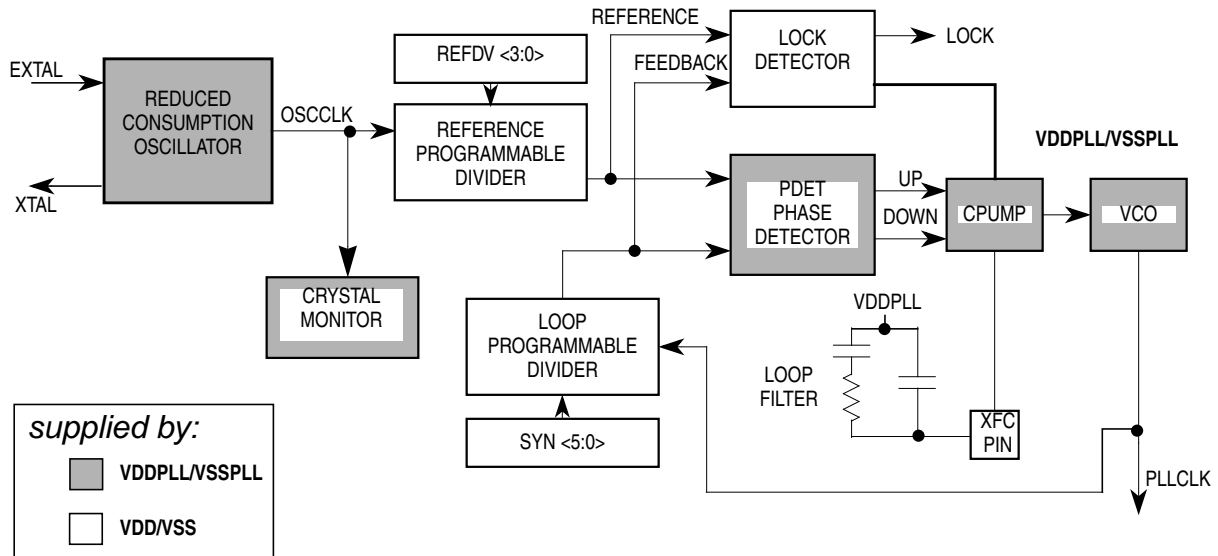 REFERENCE
REFDV <3:0>
LOCK
DETECTOR
LOCK
EXTAL
FEEDBACK
REDUCED
CONSUMPTION
OSCILLATOR
OSCCLK
REFERENCE
PROGRAMMABLE
DIVIDER
VDDPLL/VSSPLL
XTAL
PDET
PHASE
DETECTOR
UP
DOWN
CPUMP
VCO
CRYSTAL
MONITOR
LOOP
PROGRAMMABLE
DIVIDER
VDDPLL
LOOP
FILTER
XFC
PIN
SYN <5:0>
PLLCLK
supplied by:
VDDPLL/VSSPLL
VDD/VSS